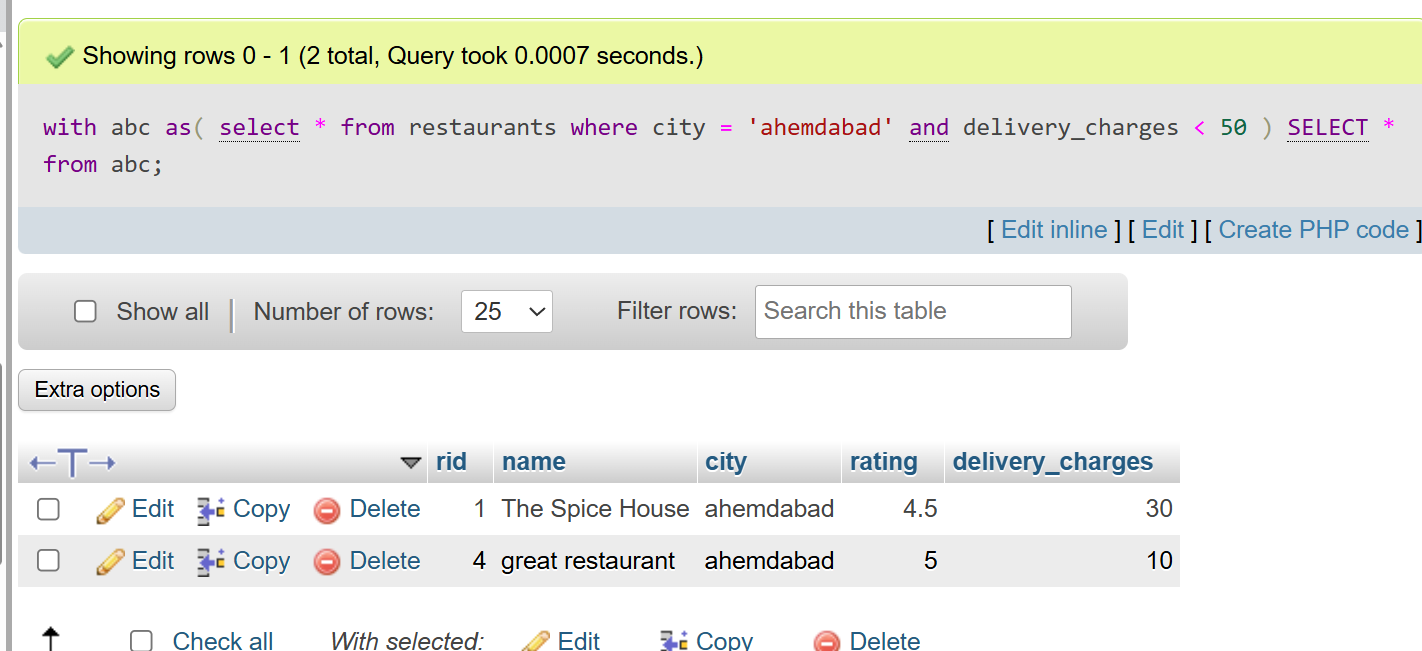 Showing rows 0 - 1 (2 total, Query took 0.0007 seconds.)
with abc as( select * from restaurants where city = 'ahemdabad' and delivery_charges < 50 ) SELECT *
from abc;
[ Edit inline ] [ Edit ] [ Create PHP code ]
Show all Number of rows: 25 Filter rows: Search this table
Extra options
rid name city rating delivery_charges
Edit Copy Delete 1 The Spice House ahemdabad 4.5 30
Edit Copy Delete 4 great restaurant ahemdabad 5 10
Check all With selected: Edit Copy Delete